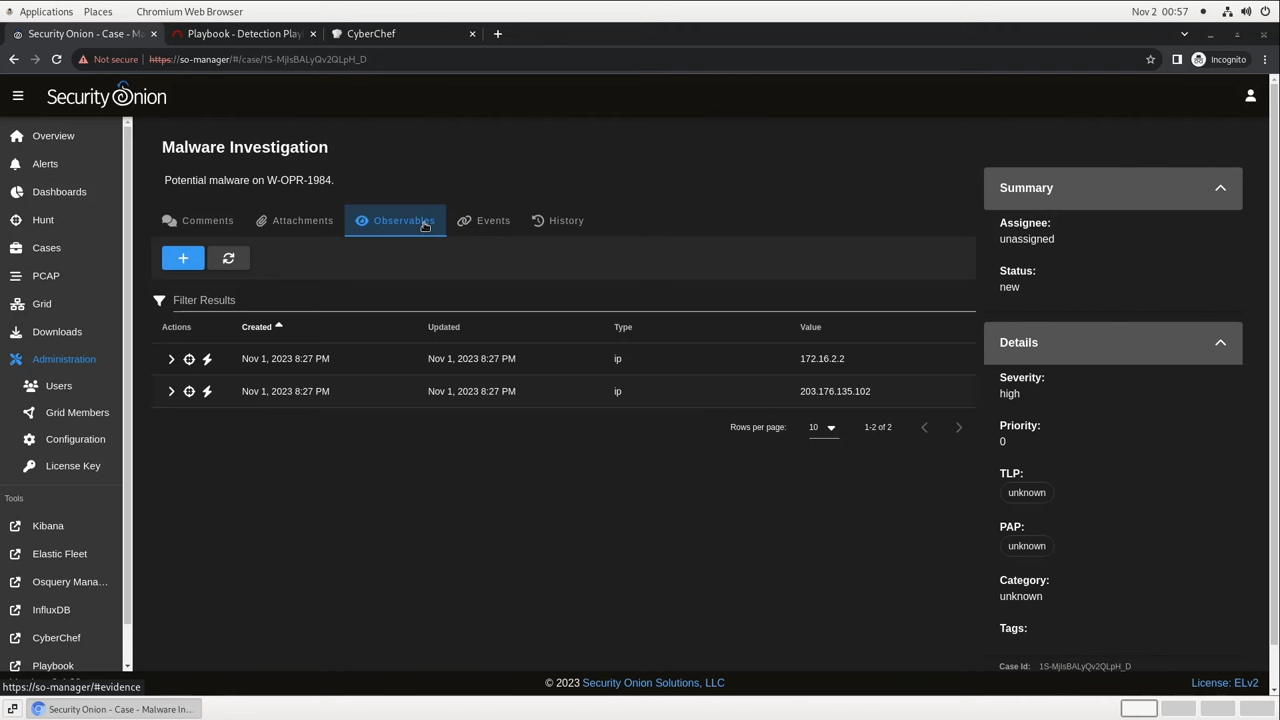 Applications
Places
Chromium Web Browser
Nov 2 00:57
Security Onion - Case - Ma
Playbook - Detection Play
CyberChef
Not secure
https://so-manager/#/case/1S-MjIsBALyQv2QLpH_D
Incognito
Security Onion
Overview
Alerts
Dashboards
Hunt
Cases
PCAP
Grid
Downloads
Administration
Users
Grid Members
Configuration
License Key
Tools
Kibana
Elastic Fleet
Osquery Mana...
InfluxDB
CyberChef
Playbook
Malware Investigation
Potential malware on W-OPR-1984.
Comments
Attachments
Observables
Events
History
+
Filter Results
Actions Created Updated Type Value
Nov 1, 2023 8:27 PM Nov 1, 2023 8:27 PM ip 172.16.2.2
Nov 1, 2023 8:27 PM Nov 1, 2023 8:27 PM ip 203.176.135.102
Rows per page: 10 1-2 of 2
Summary
Assignee:
unassigned
Status:
new
Details
Severity:
high
Priority:
0
TLP:
unknown
PAP:
unknown
Category:
unknown
Tags:
Case Id: 1S-MjIsBALyQv2QLpH_D
© 2023 Security Onion Solutions, LLC
License: ELv2
https://so-manager/#evidence
Security Onion - Case - Malware In...